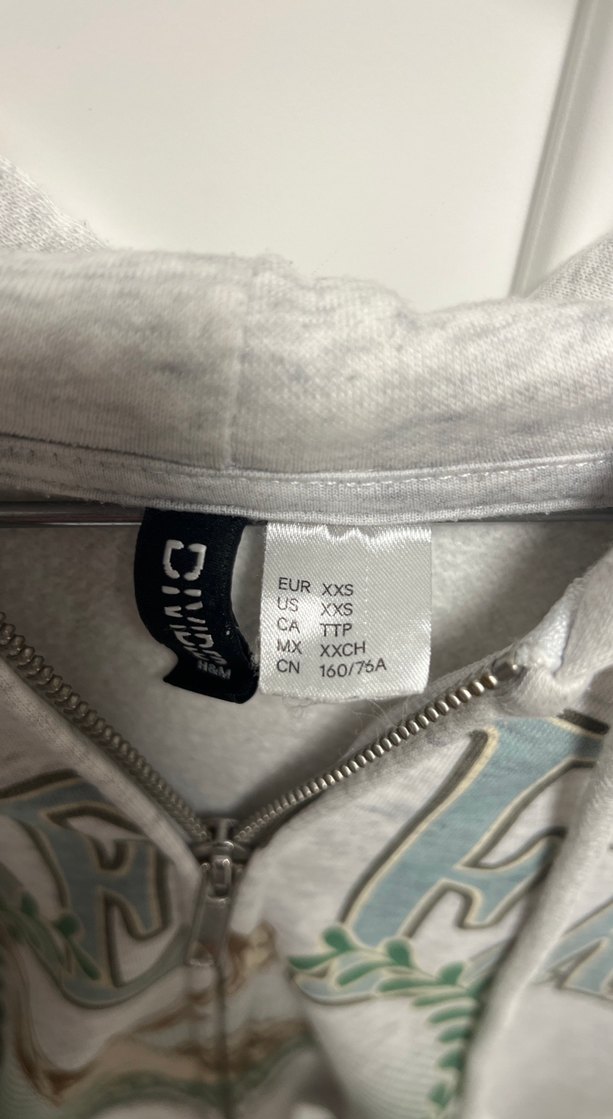 DIVIDED
H&M
EUR XXS
US XXS
CA TTP
MX XXCH
CN 160/76A